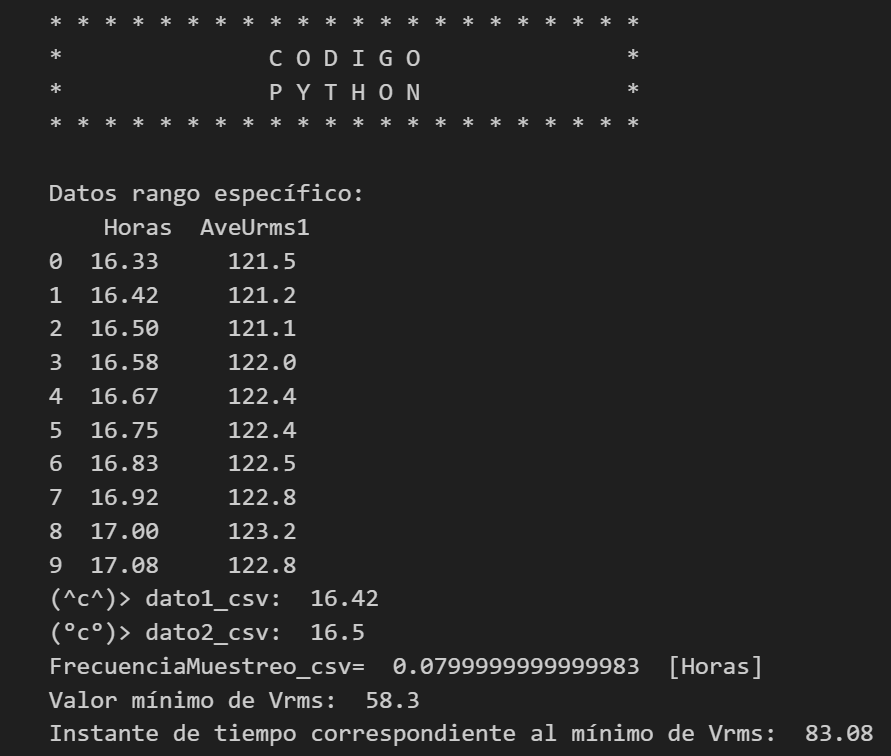 * * * * * * * * * * * * * * * * * * * * * *
*               C O D I G O               *
*               P Y T H O N               *
* * * * * * * * * * * * * * * * * * * * * *
Datos rango específico:
    Horas  AveUrms1
0  16.33     121.5
1  16.42     121.2
2  16.50     121.1
3  16.58     122.0
4  16.67     122.4
5  16.75     122.4
6  16.83     122.5
7  16.92     122.8
8  17.00     123.2
9  17.08     122.8
(^c^)> dato1_csv:  16.42
(ºcº)> dato2_csv:  16.5
FrecuenciaMuestreo_csv=  0.0799999999999983  [Horas]
Valor mínimo de Vrms:  58.3
Instante de tiempo correspondiente al mínimo de Vrms:  83.08